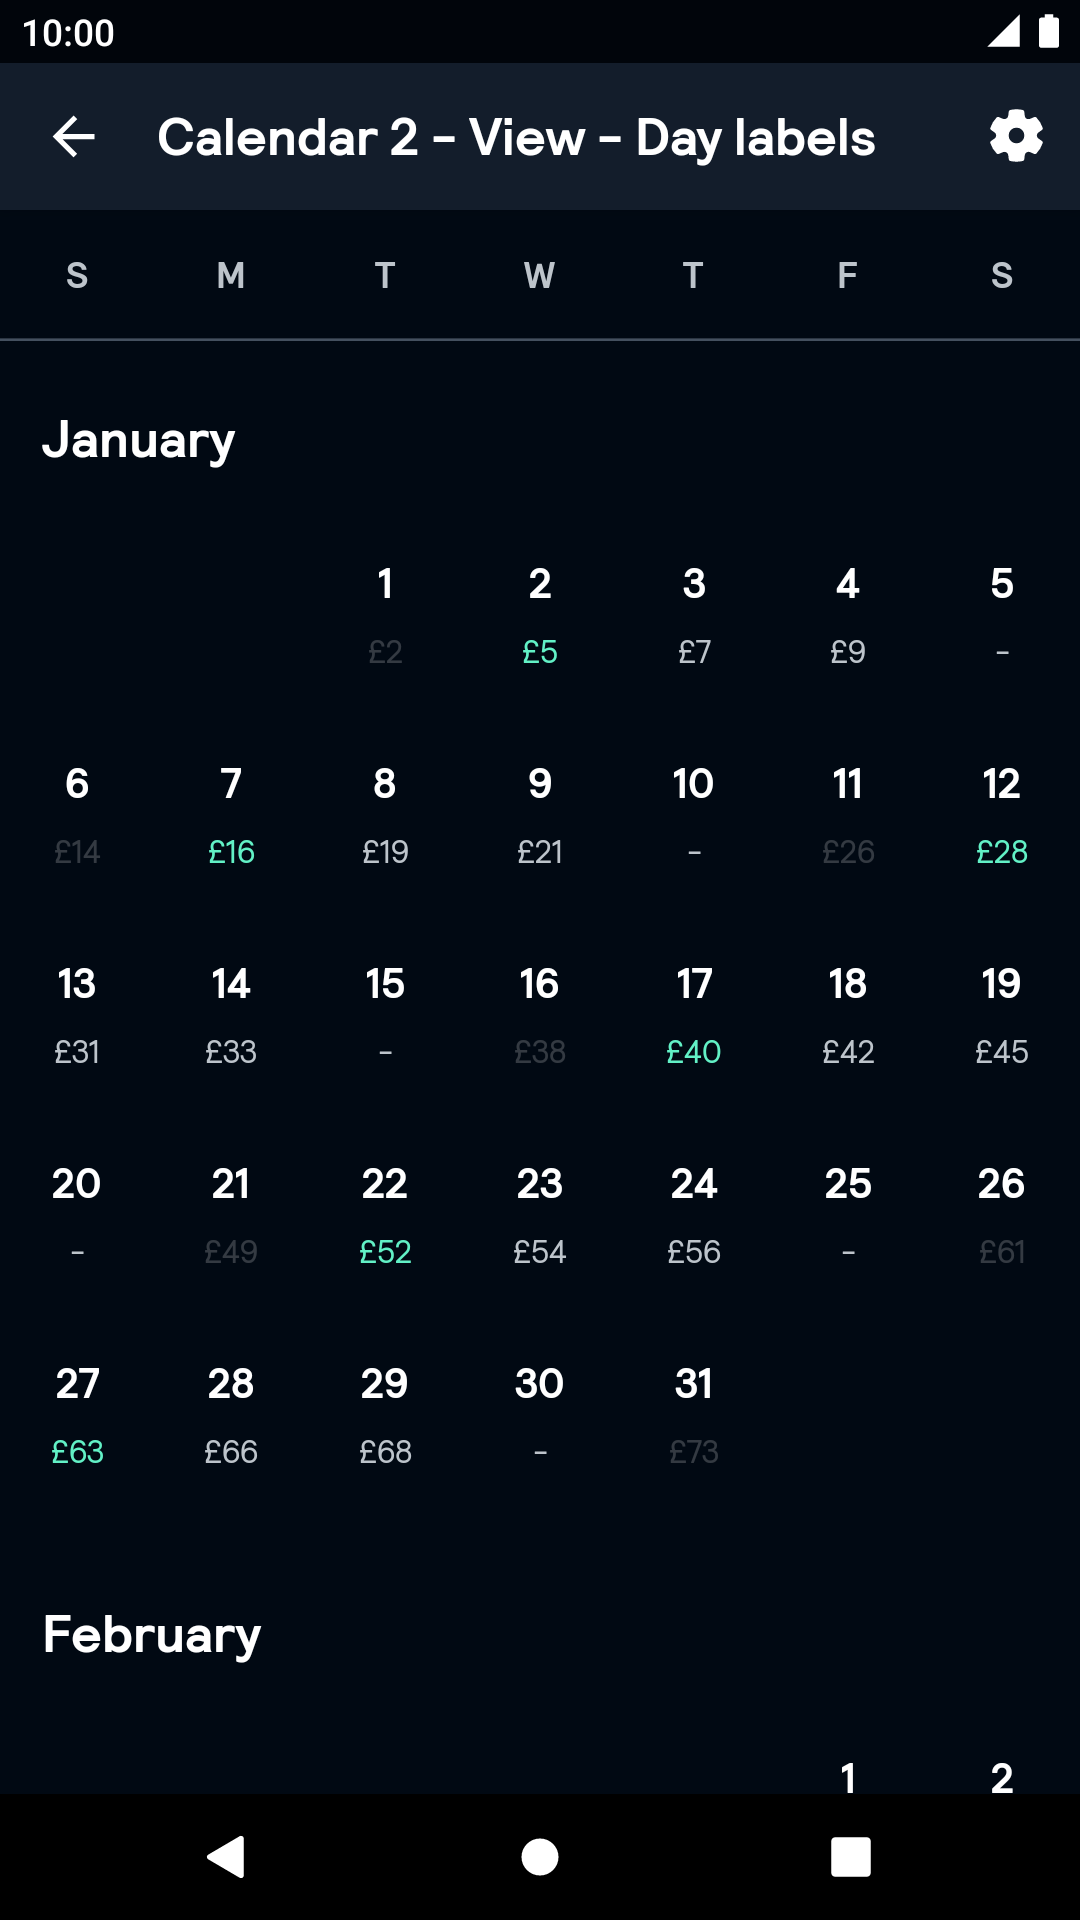 10:00
Calendar 2 - View - Day labels
S M T W T F S
January
1 2 3 4 5
£2 £5 £7 £9 -
6 7 8 9 10 11 12
£14 £16 £19 £21 - £26 £28
13 14 15 16 17 18 19
£31 £33 - £38 £40 £42 £45
20 21 22 23 24 25 26
- £49 £52 £54 £56 - £61
27 28 29 30 31
£63 £66 £68 - £73
February
1 2